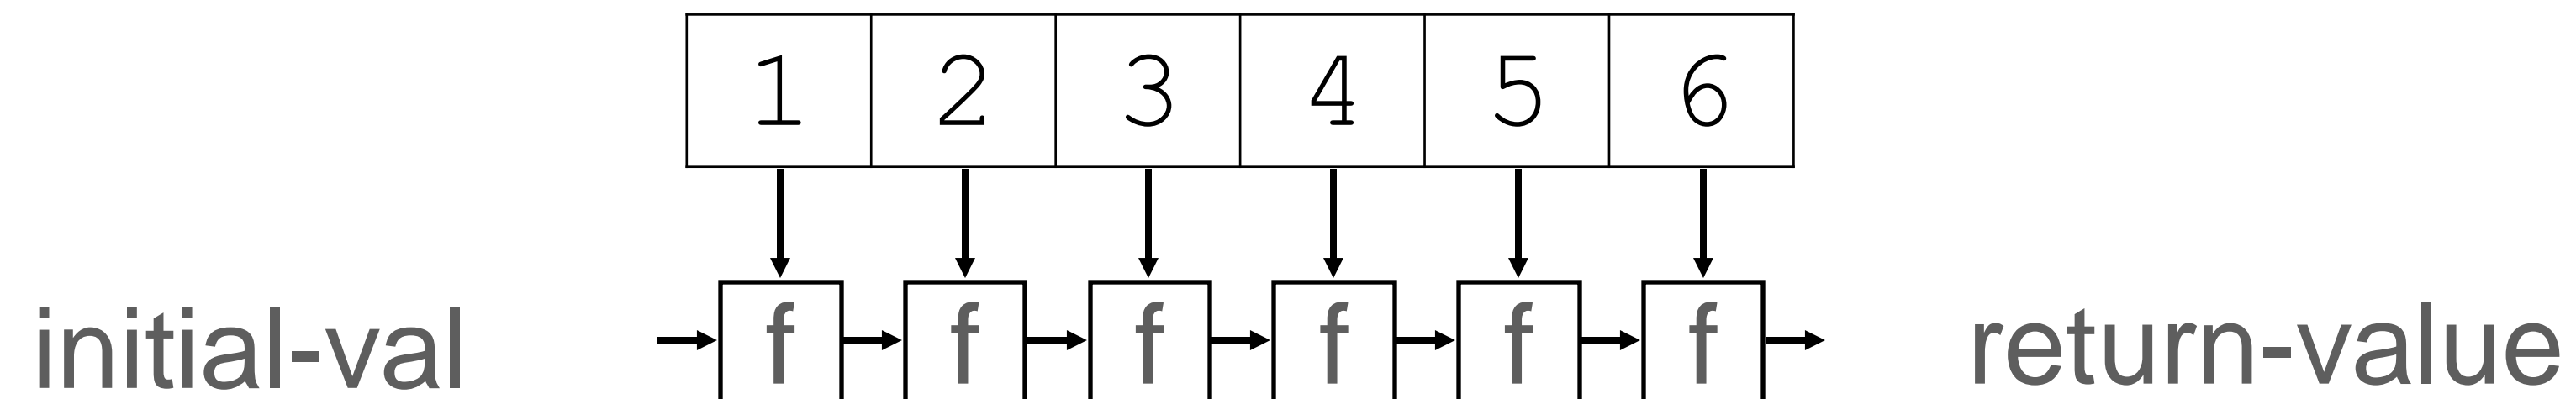 1 2 3 4 5 6
initial-val f f f f f f return-value